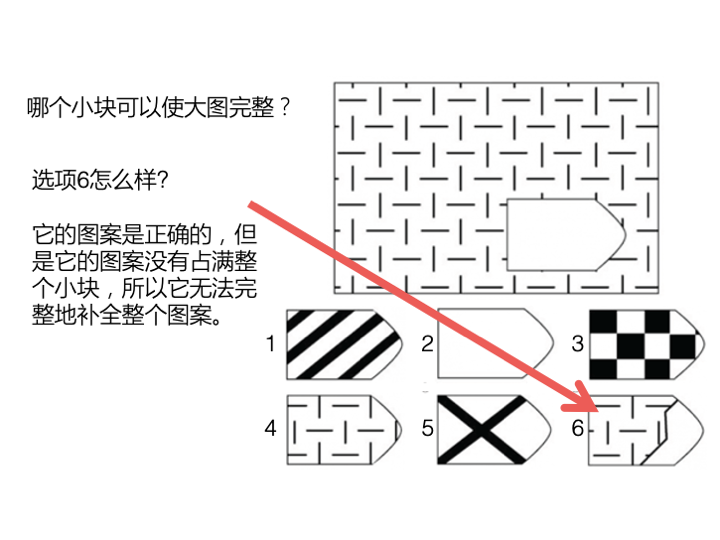 哪个小块可以使大图完整？
选项6怎么样?
它的图案是正确的，但
是它的图案没有占满整
个小块，所以它无法完
整地补全整个图案。
1
2
3
4
5
6